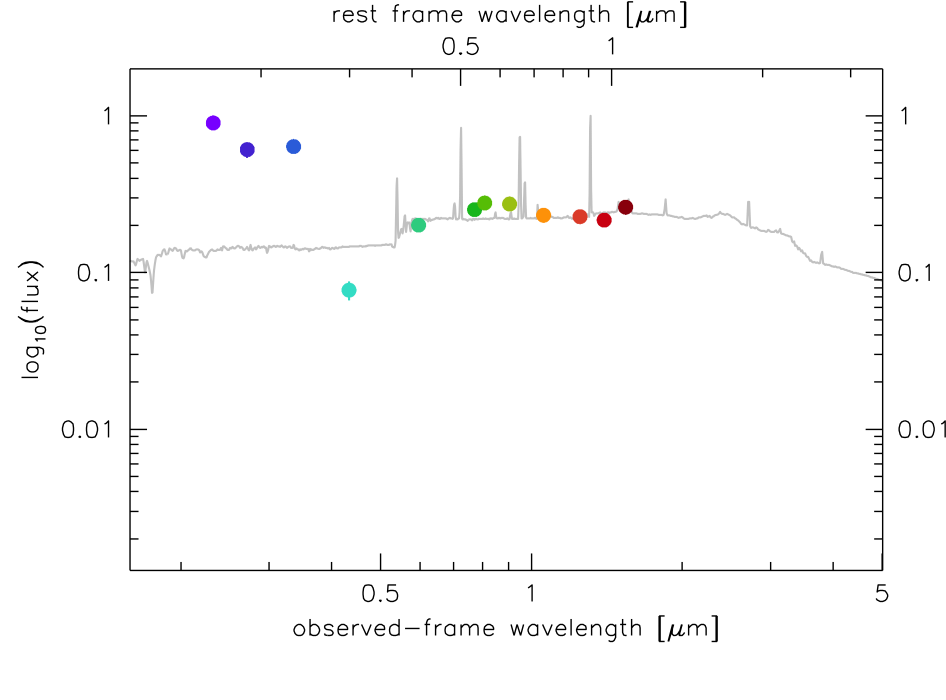 rest frame wavelength [μm]
0.5 1
1 1
0.1 0.1
0.01 0.01
log10(flux)
0.5 1 5
observed-frame wavelength [μm]